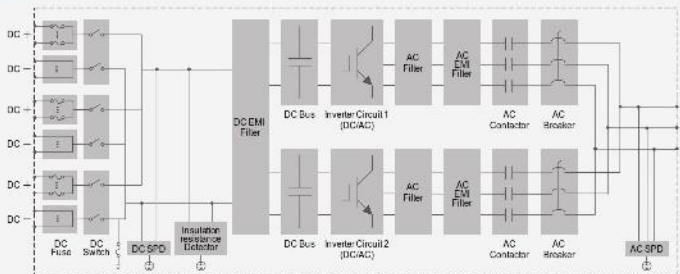 DC +
DC -
DC +
DC -
DC +
DC -
DC Fuse
DC Switch
DC SPD
Insulation resistance Detector
DC EMI Filter
DC Bus
Inverter Circuit 1 (DC/AC)
AC Filter
AC EMI Filter
AC Contactor
AC Breaker
DC Bus
Inverter Circuit 2 (DC/AC)
AC Filter
AC EMI Filter
AC Contactor
AC Breaker
AC SPD